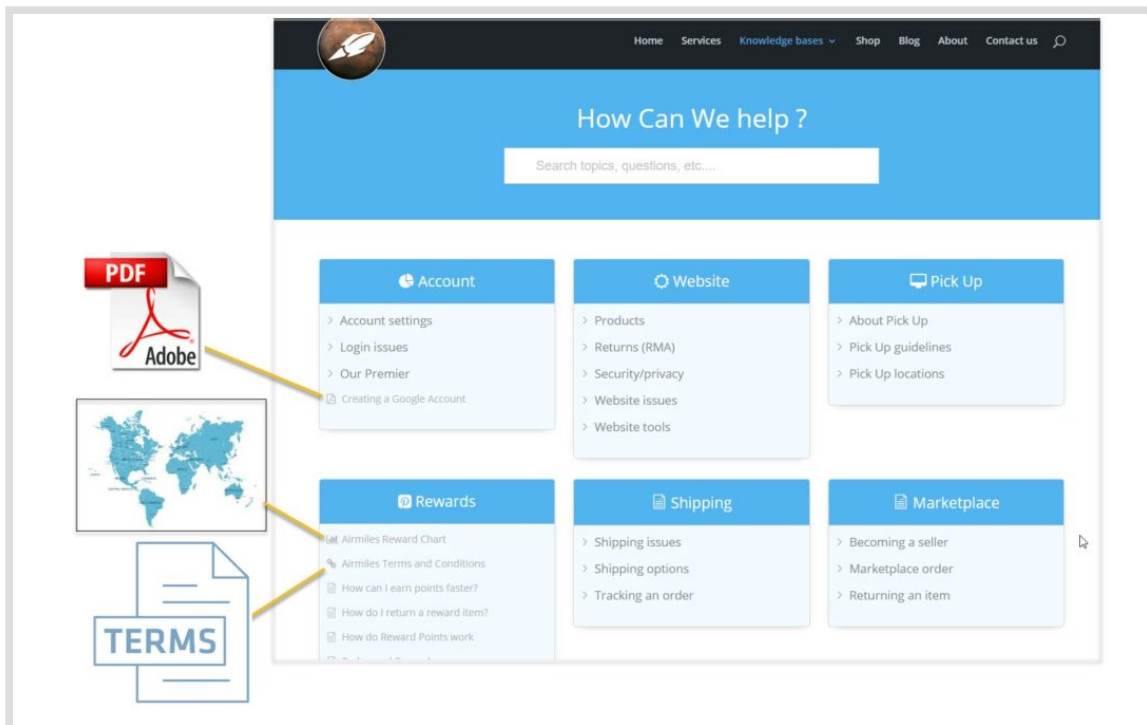 Home Services Knowledge bases Shop Blog About Contact us
How Can We help ?
Search topics, questions, etc....
PDF
Adobe
Account
Account settings
Login issues
Our Premier
Creating a Google Account
Website
Products
Returns (RMA)
Security/privacy
Website issues
Website tools
Pick Up
About Pick Up
Pick Up guidelines
Pick Up locations
Rewards
Airmiles Reward Chart
Airmiles Terms and Conditions
How can I earn points faster?
How do I return a reward item?
How do Reward Points work
TERMS
Shipping
Shipping issues
Shipping options
Tracking an order
Marketplace
Becoming a seller
Marketplace order
Returning an item